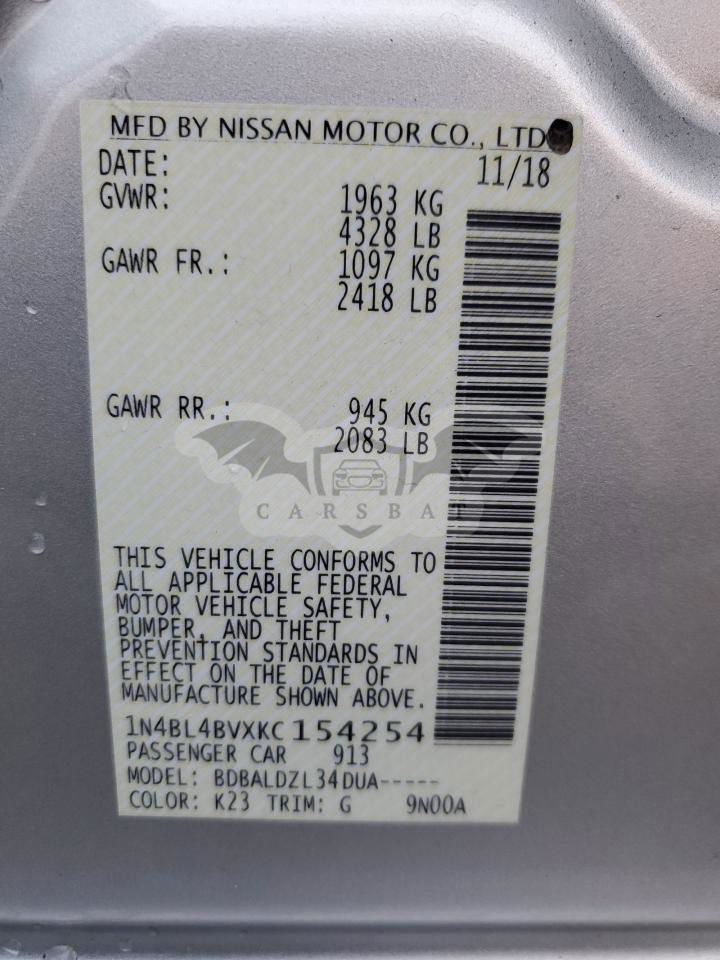 MFD BY NISSAN MOTOR CO., LTD
DATE: 11/18
GVWR: 1963 KG
4328 LB
GAWR FR.: 1097 KG
2418 LB
GAWR RR.: 945 KG
2083 LB
CARSBAT
THIS VEHICLE CONFORMS TO
ALL APPLICABLE FEDERAL
MOTOR VEHICLE SAFETY,
BUMPER, AND THEFT
PREVENTION STANDARDS IN
EFFECT ON THE DATE OF
MANUFACTURE SHOWN ABOVE.
1N4BL4BVXKC154254
PASSENGER CAR 913
MODEL: BDBALDZL34DUA-----
COLOR: K23 TRIM: G 9N00A